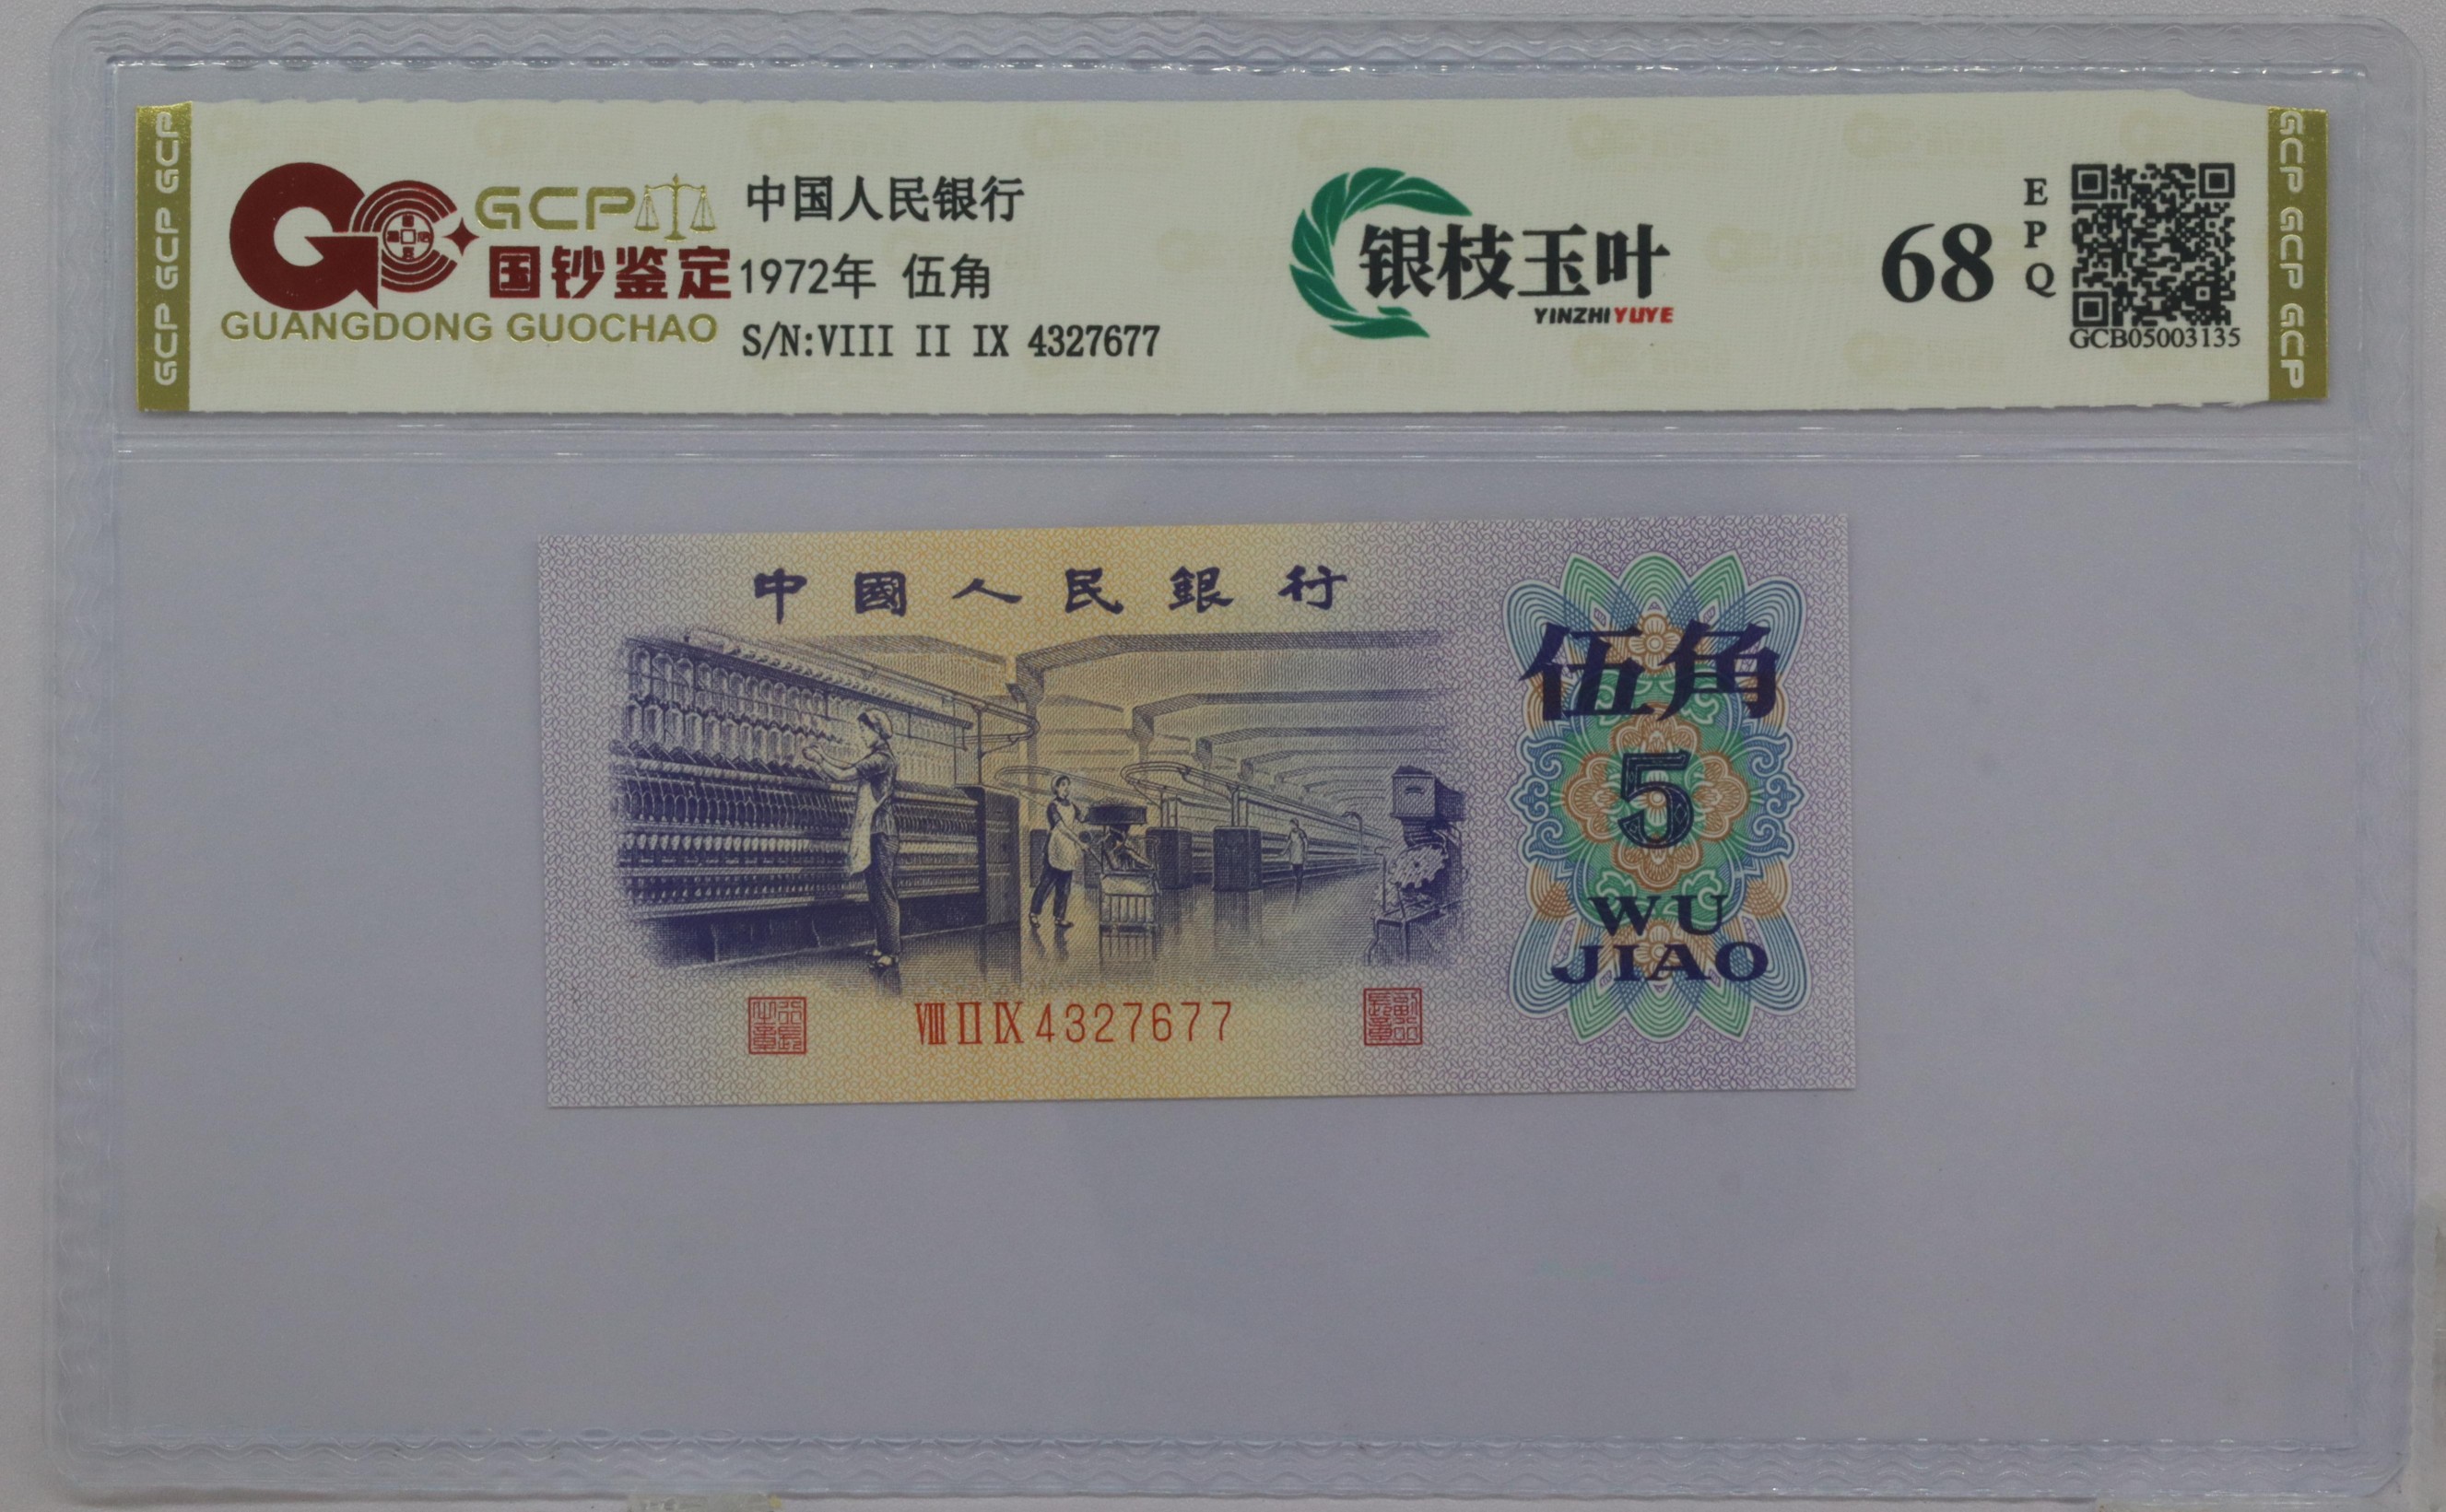 GCP GCP GCP
GCP
国钞鉴定
GUANGDONG GUOCHAO
中国人民银行
1972年 伍角
S/N:VIII II IX 4327677
银枝玉叶
YINZHIYUYE
68
EPQ
GCB05003135
GCP GCP GCP
中國人民銀行
伍角
5
WU
JIAO
VIII II IX 4327677